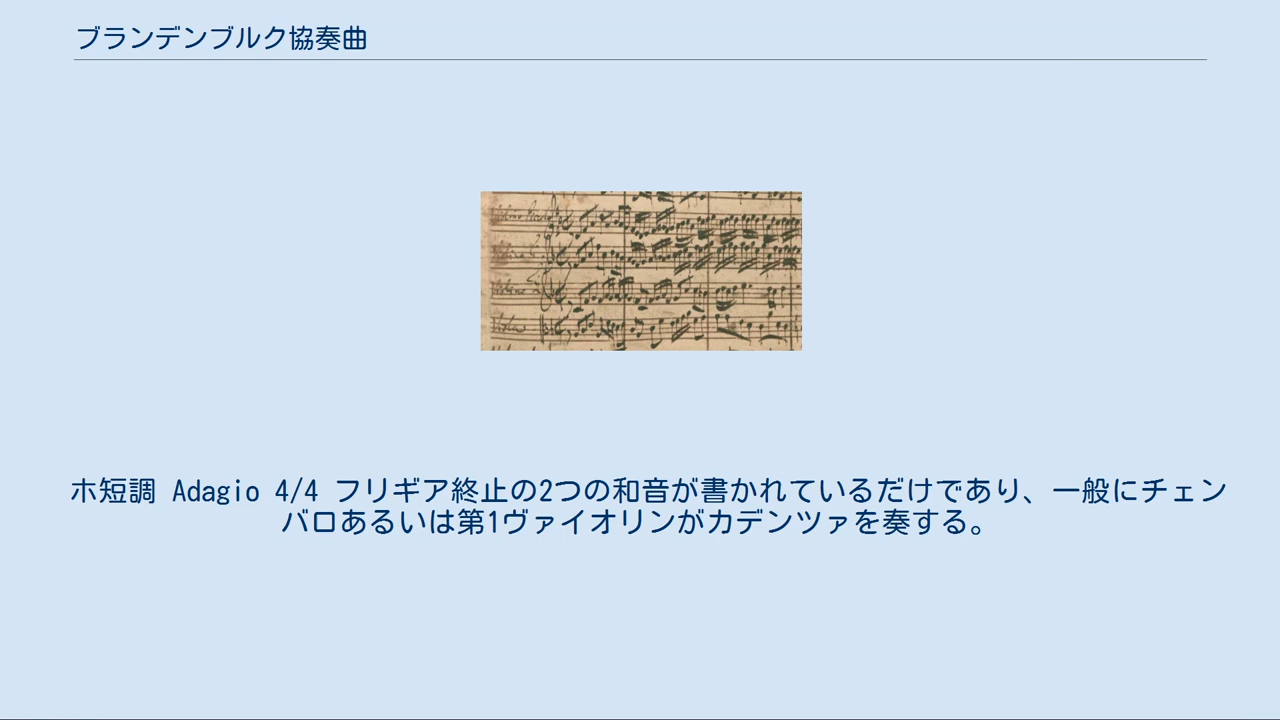 ブランデンブルク協奏曲
ホ短調 Adagio 4/4 フリギア終止の2つの和音が書かれているだけであり、一般にチェン
バロあるいは第1ヴァイオリンがカデンツァを奏する。